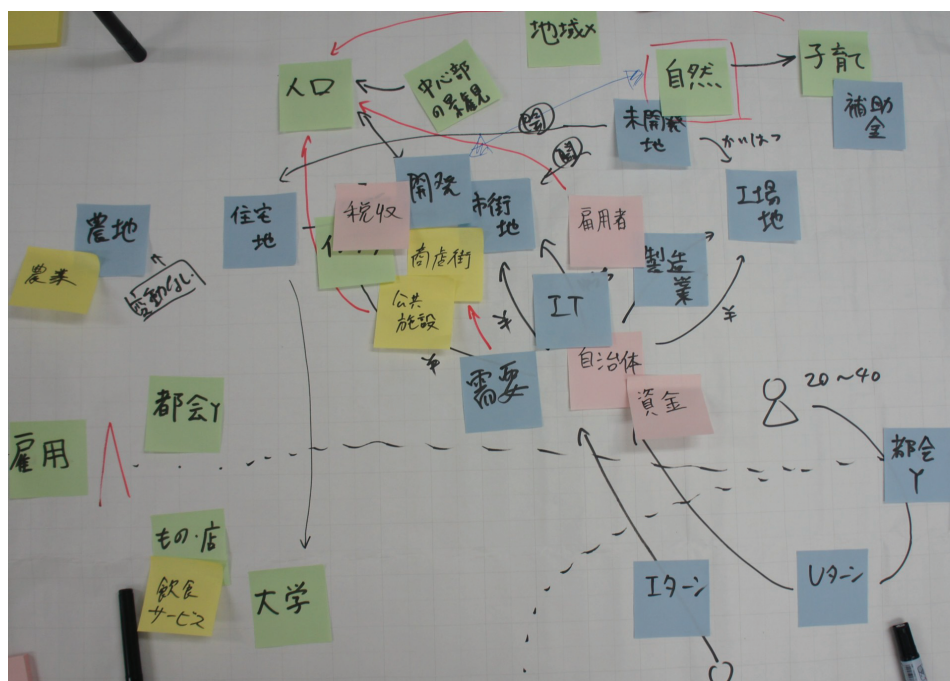 地域x
人口
中心部
の景観
自然
子育て
補助
金
未開発
地
かいはつ
開
開
農地
農業
変動なし
住宅
地
税収
開発
市街
地
雇用者
工場
地
商店街
公共
施設
IT
製造
業
¥
¥
¥
需要
自治体
資金
20〜40
都会Y
雇用
都会
Y
もの・店
飲食
サービス
大学
Iターン
Uターン